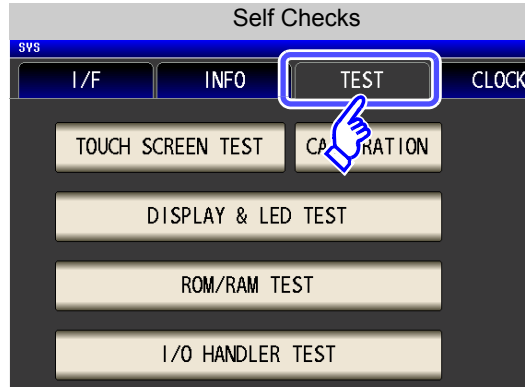 Self Checks
SYS
I/F INFO TEST CLOCK
TOUCH SCREEN TEST
DISPLAY & LED TEST
ROM/RAM TEST
I/O HANDLER TEST